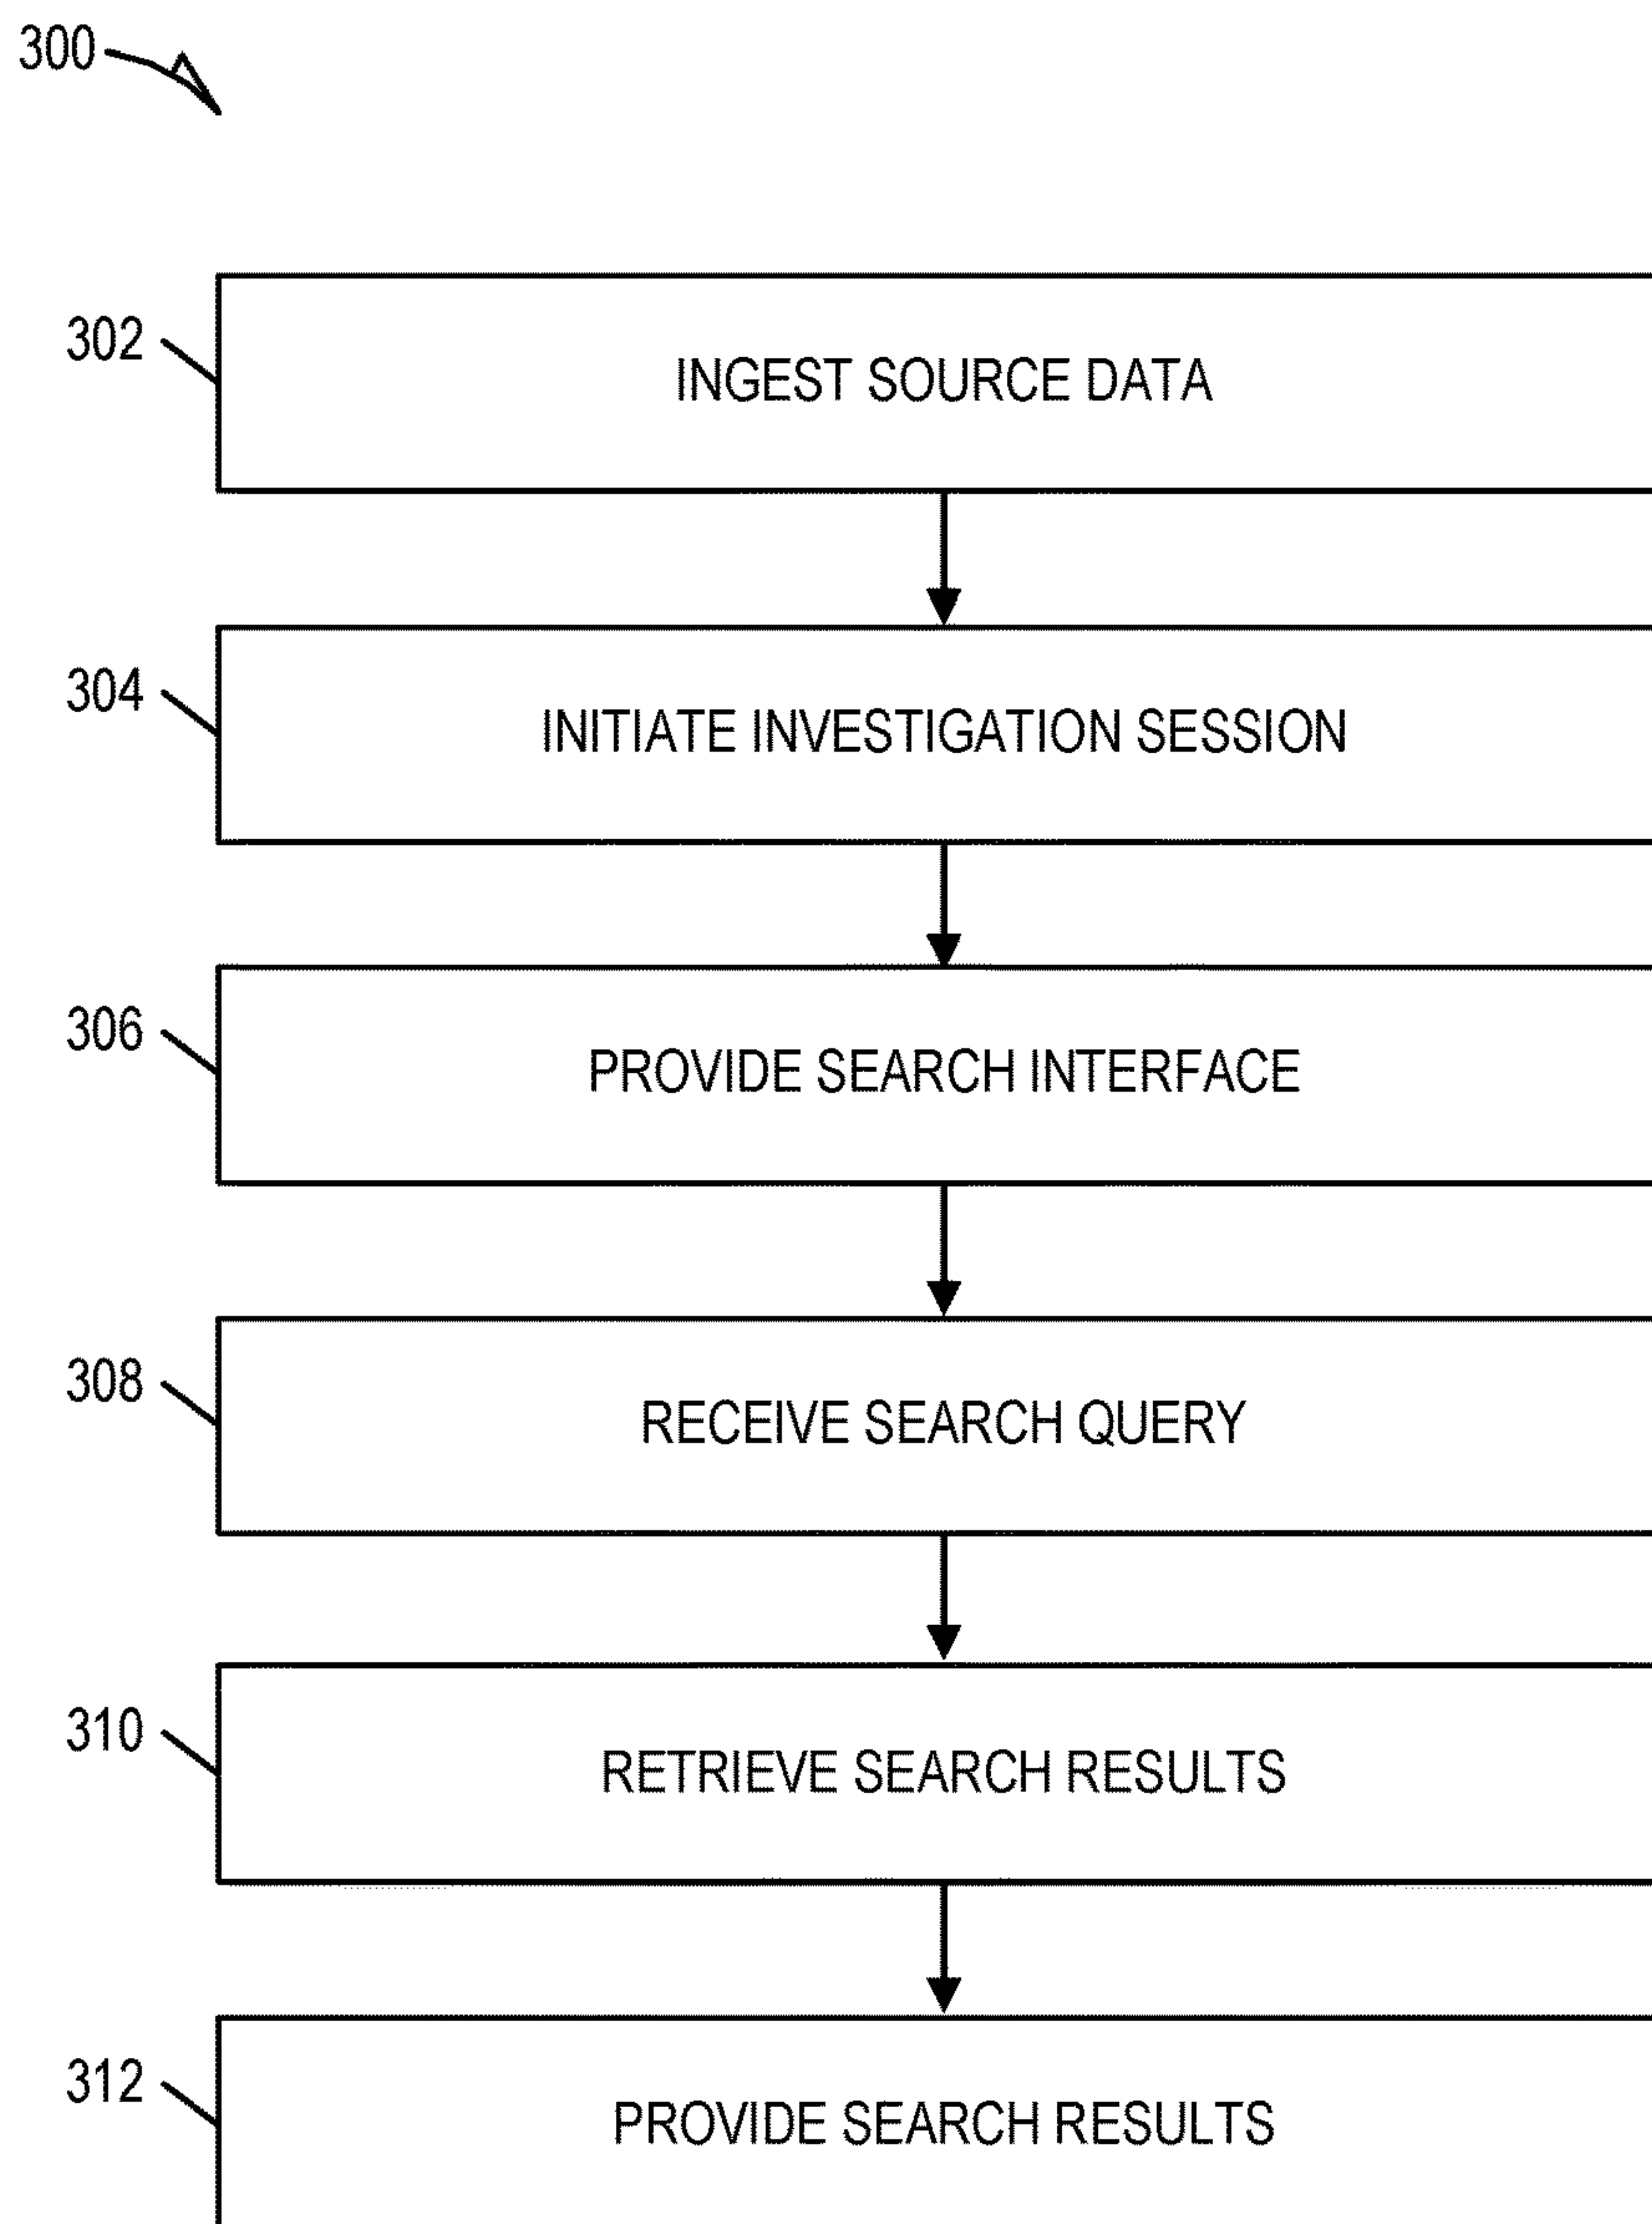 300
302
INGEST SOURCE DATA
304
INITIATE INVESTIGATION SESSION
306
PROVIDE SEARCH INTERFACE
308
RECEIVE SEARCH QUERY
310
RETRIEVE SEARCH RESULTS
312
PROVIDE SEARCH RESULTS